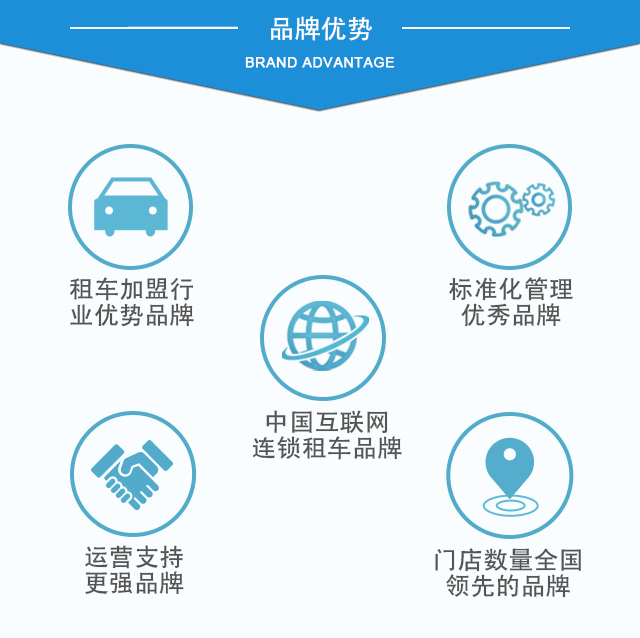 品牌优势
BRAND ADVANTAGE
租车加盟行
业优势品牌
标准化管理
优秀品牌
中国互联网
连锁租车品牌
运营支持
更强品牌
门店数量全国
领先的品牌